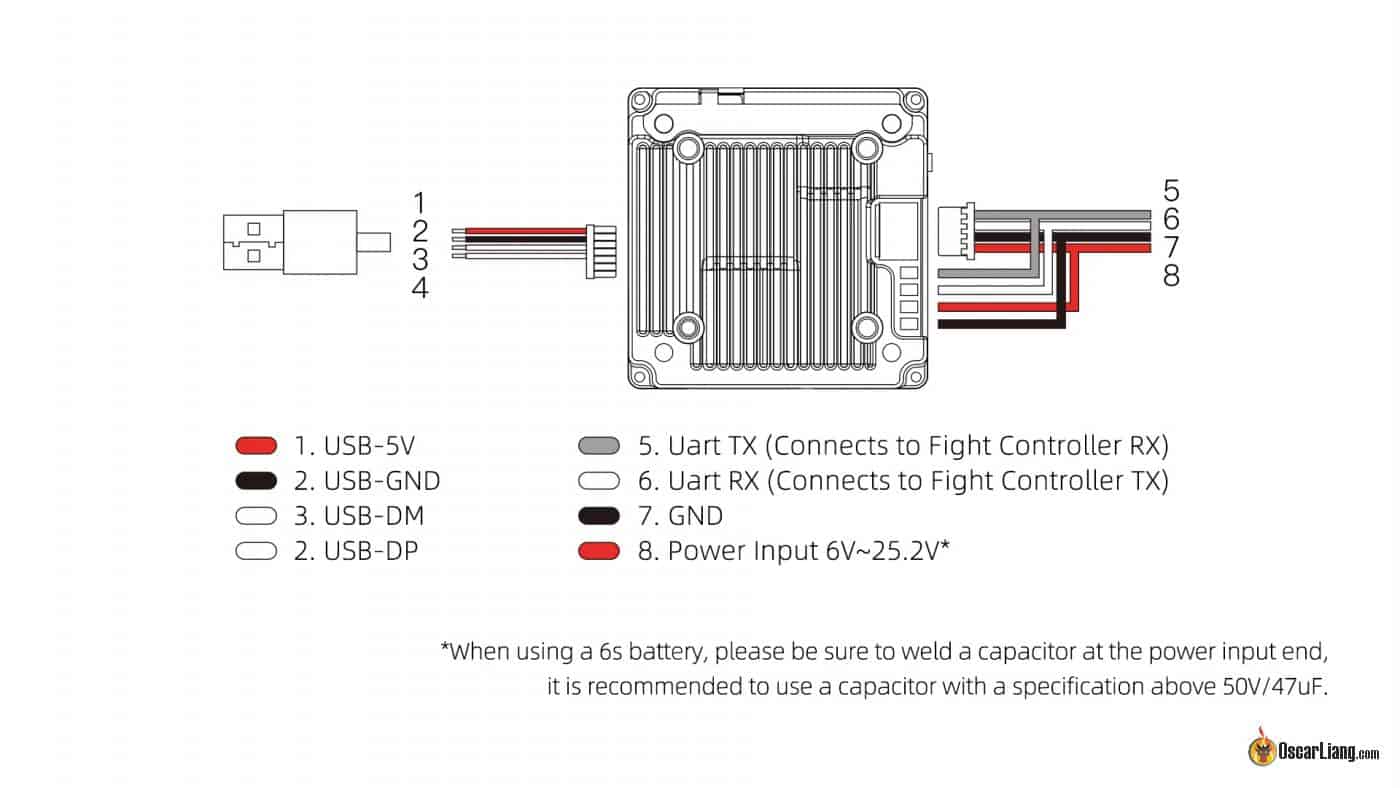 1
2
3
4
5
6
7
8
1. USB-5V
2. USB-GND
3. USB-DM
2. USB-DP
5. Uart TX (Connects to Fight Controller RX)
6. Uart RX (Connects to Fight Controller TX)
7. GND
8. Power Input 6V~25.2V*
*When using a 6s battery, please be sure to weld a capacitor at the power input end,
it is recommended to use a capacitor with a specification above 50V/47uF.
OscarLiang.com